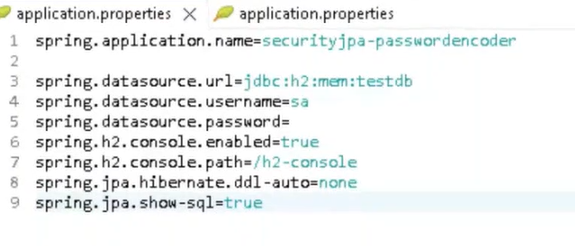 application.properties application.properties
1 spring.application.name=securityjpa-passwordencoder
2
3 spring.datasource.url=jdbc:h2:mem:testdb
4 spring.datasource.username=sa
5 spring.datasource.password=
6 spring.h2.console.enabled=true
7 spring.h2.console.path=/h2-console
8 spring.jpa.hibernate.ddl-auto=none
9 spring.jpa.show-sql=true